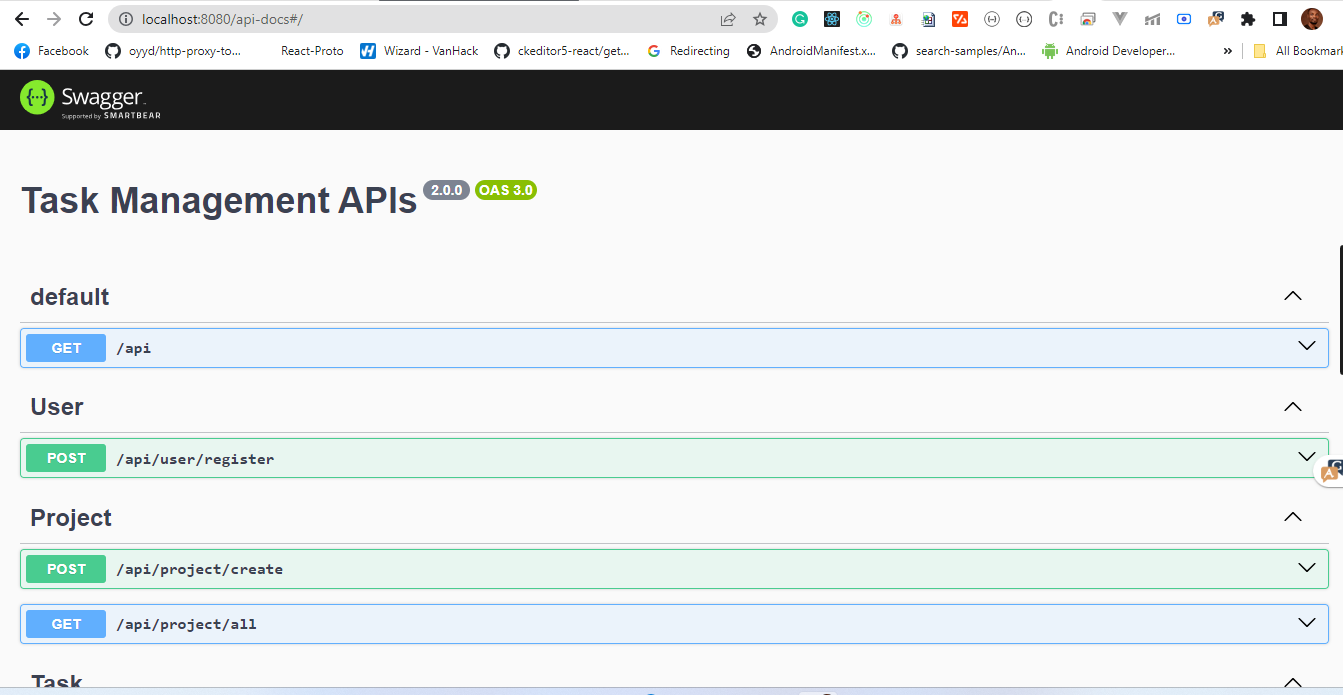 localhost:8080/api-docs#/
Facebook oyyd/http-proxy-to... React-Proto Wizard - VanHack ckeditor5-react/get... Redirecting AndroidManifest.x... search-samples/An... Android Developer... » All Bookmark
{...} Swagger.
Supported by SMARTBEAR
Task Management APIs 2.0.0 OAS 3.0
default
GET /api
User
POST /api/user/register
Project
POST /api/project/create
GET /api/project/all
Task